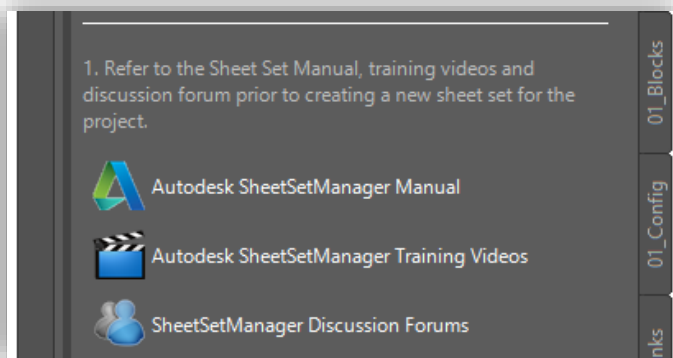 1. Refer to the Sheet Set Manual, training videos and
discussion forum prior to creating a new sheet set for the
project.
Autodesk SheetSetManager Manual
Autodesk SheetSetManager Training Videos
SheetSetManager Discussion Forums
01_Blocks
01_Config